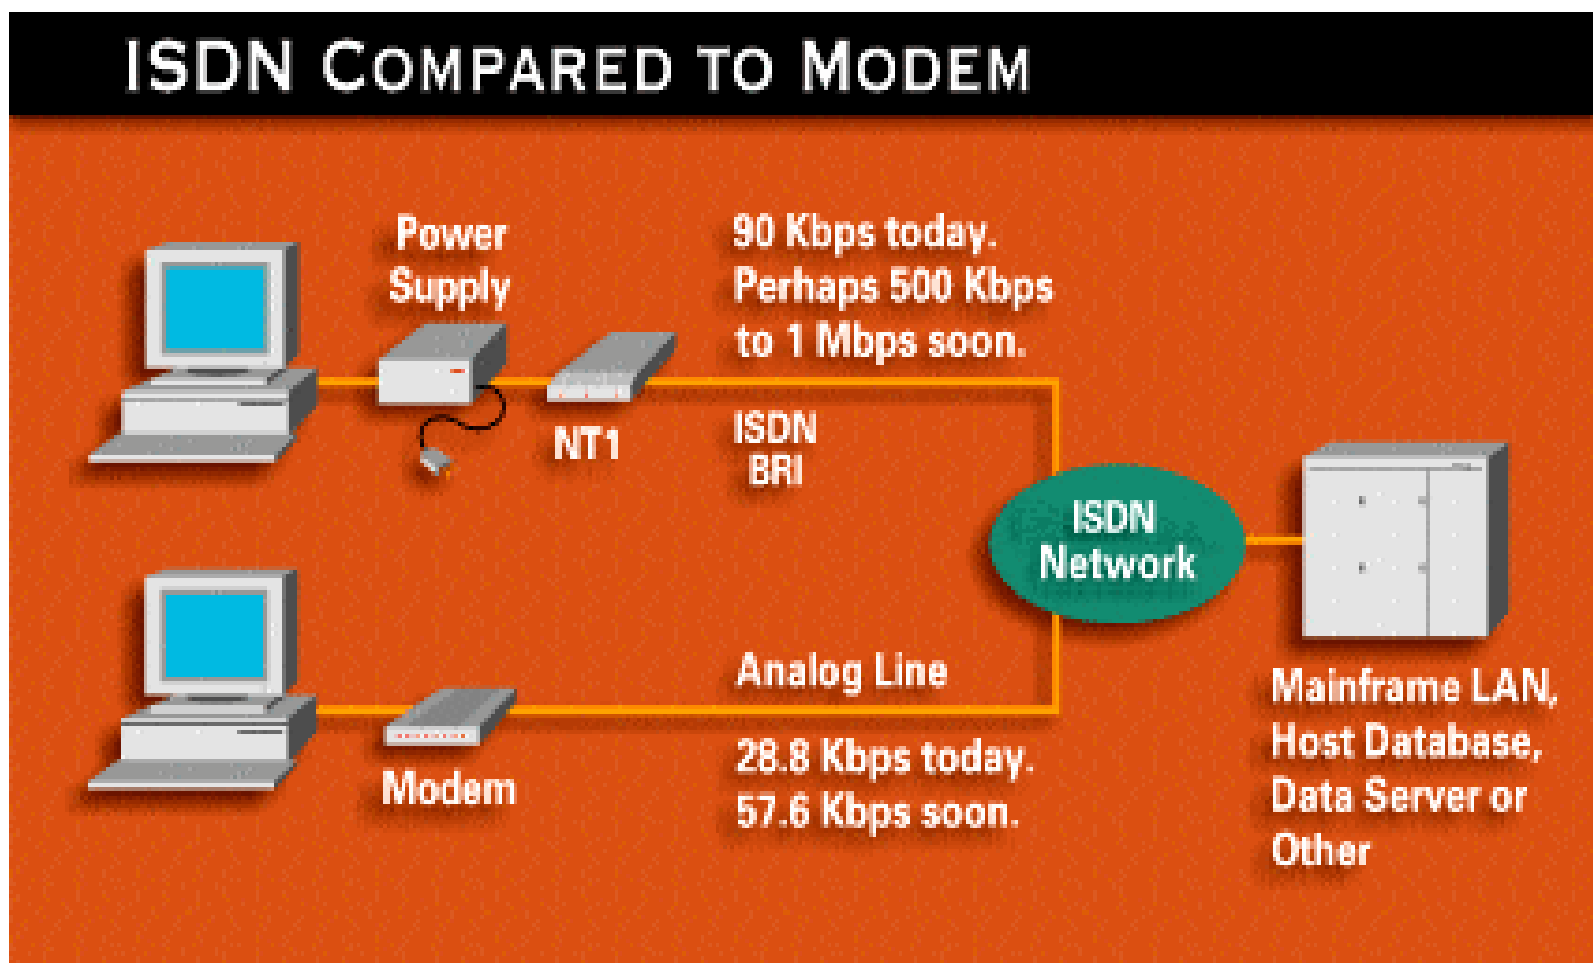 ISDN COMPARED TO MODEM
Power
Supply
90 Kbps today.
Perhaps 500 Kbps
to 1 Mbps soon.
NT1
ISDN
BRI
ISDN
Network
Analog Line
28.8 Kbps today.
57.6 Kbps soon.
Modem
Mainframe LAN,
Host Database,
Data Server or
Other